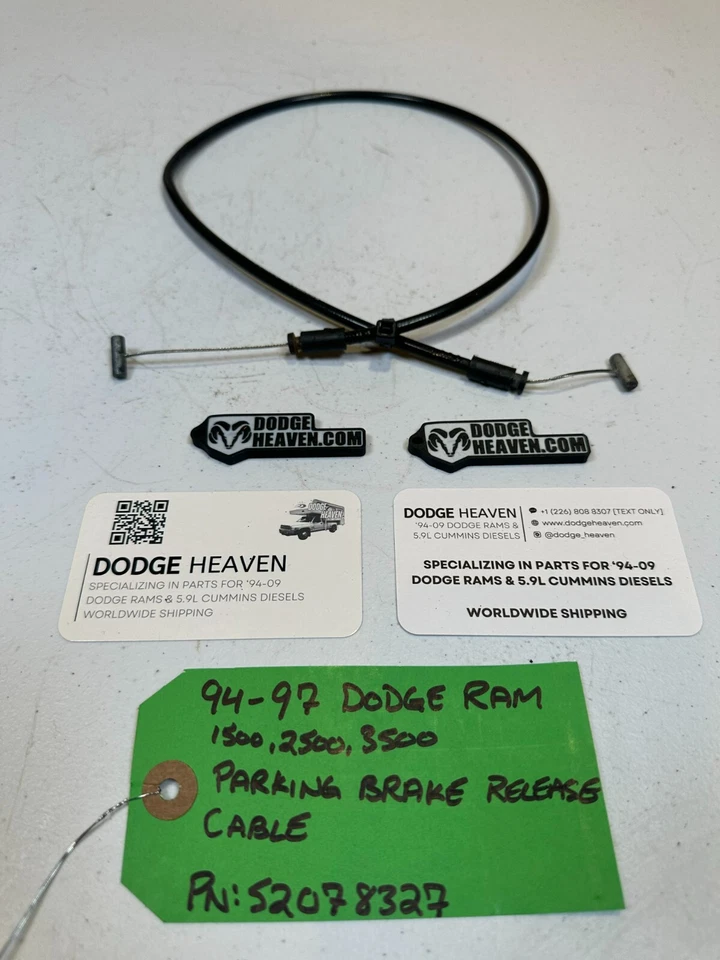 DODGE
HEAVEN.COM
DODGE
HEAVEN.COM
DODGE
HEAVEN
DODGE HEAVEN
SPECIALIZING IN PARTS FOR '94-09
DODGE RAMS & 5.9L CUMMINS DIESELS
WORLDWIDE SHIPPING
DODGE HEAVEN
'94-09 DODGE RAMS &
5.9L CUMMINS DIESELS
+1 (226) 808 8307 [TEXT ONLY]
www.dodgeheaven.com
@dodge_heaven
SPECIALIZING IN PARTS FOR '94-09
DODGE RAMS & 5.9L CUMMINS DIESELS
WORLDWIDE SHIPPING
94-97 DODGE RAM
1500, 2500, 3500
PARKING BRAKE RELEASE
CABLE
PN: 52078327